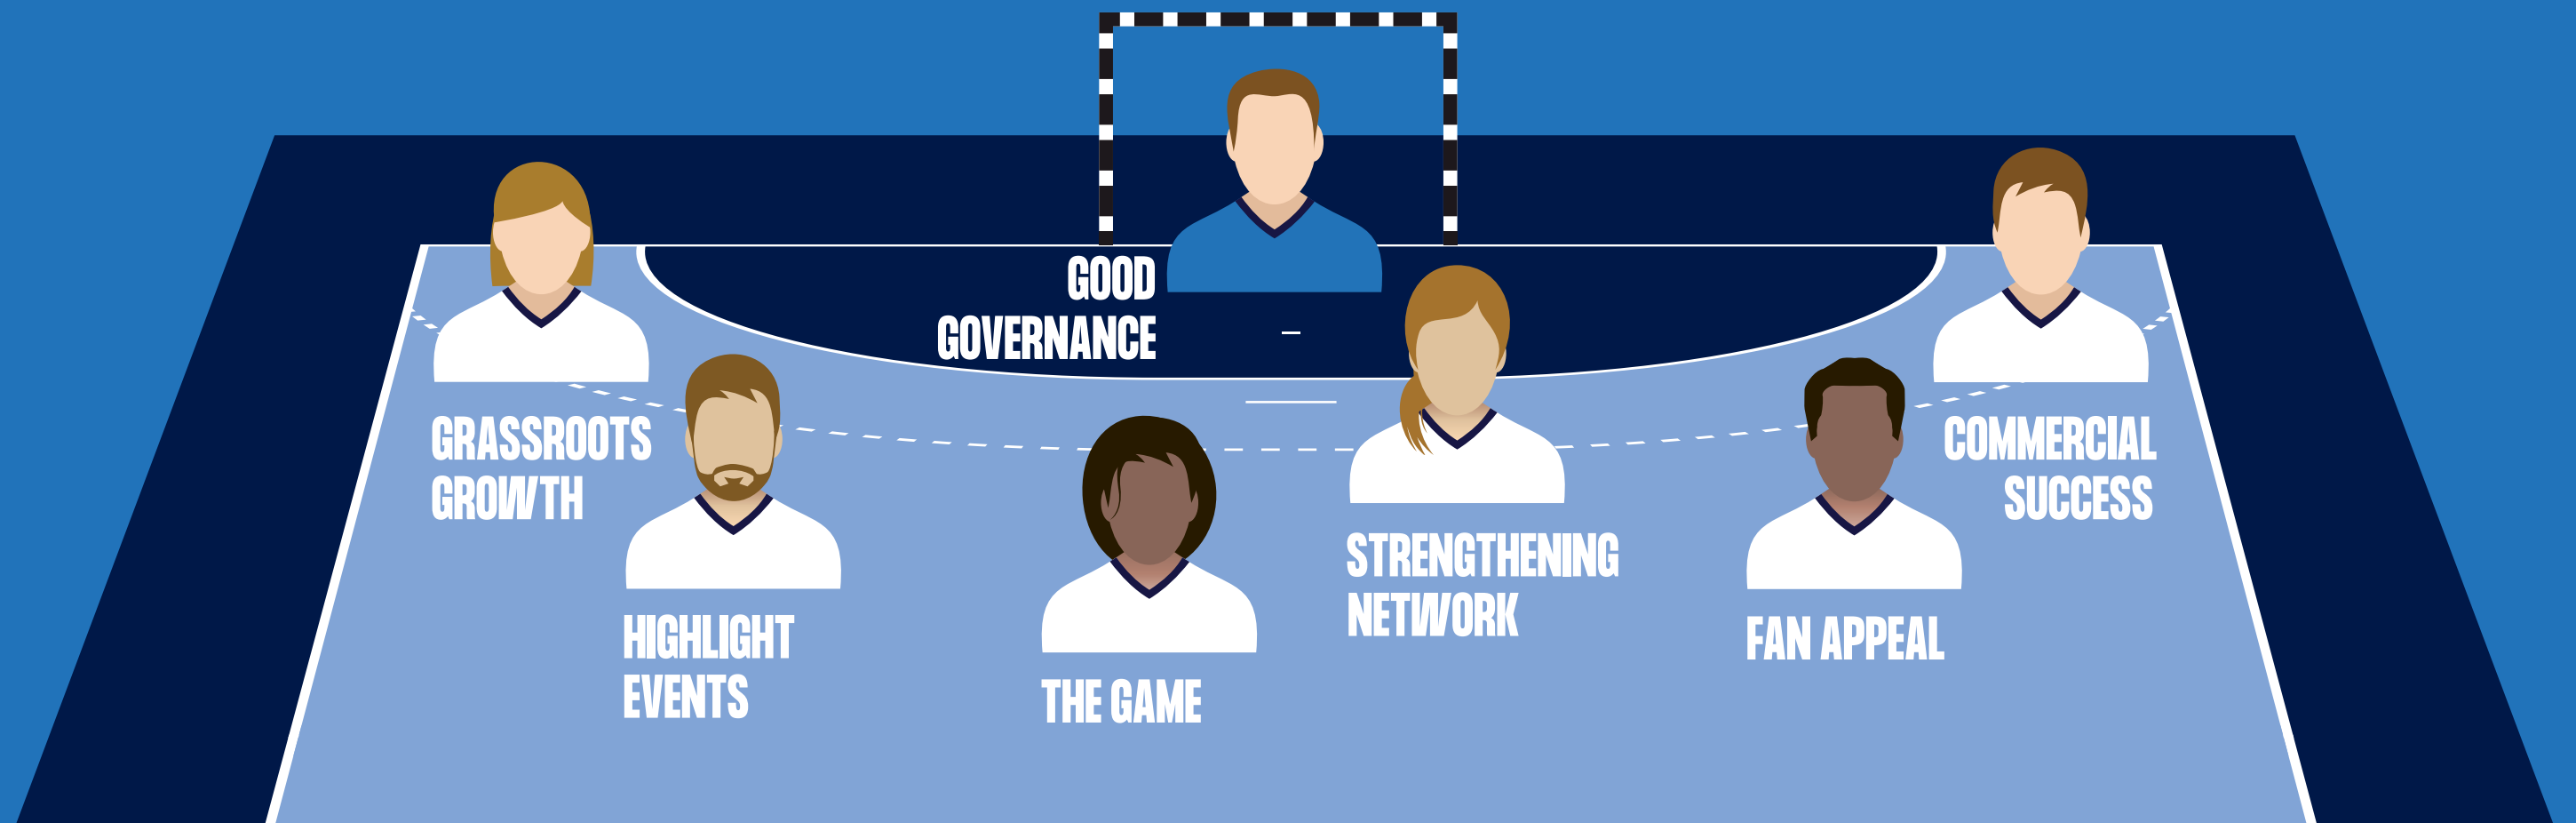 GOOD
GOVERNANCE
GRASSROOTS
GROWTH
COMMERCIAL
SUCCESS
HIGHLIGHT
EVENTS
THE GAME
STRENGTHENING
NETWORK
FAN APPEAL